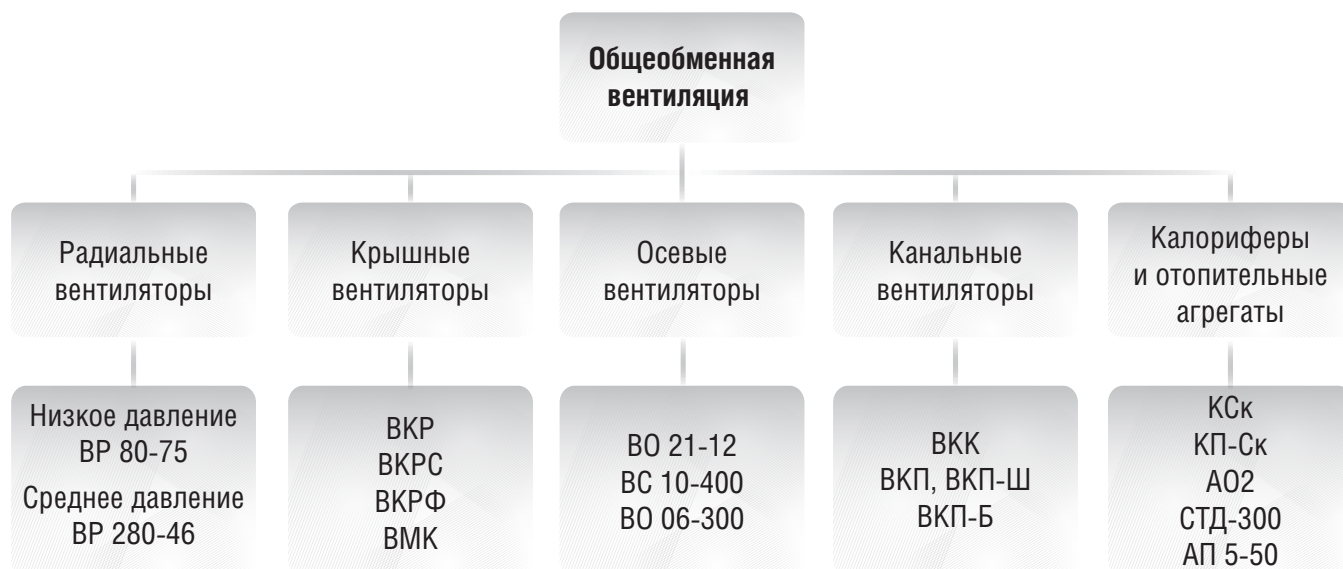 Общеобменная
вентиляция
Радиальные
вентиляторы
Крышные
вентиляторы
Осевые
вентиляторы
Канальные
вентиляторы
Калориферы
и отопительные
агрегаты
Низкое давление
ВР 80-75
Среднее давление
ВР 280-46
ВКР
ВКРС
ВКРФ
ВМК
ВО 21-12
ВС 10-400
ВО 06-300
ВКК
ВКП, ВКП-Ш
ВКП-Б
КСк
КП-Ск
АО2
СТД-300
АП 5-50